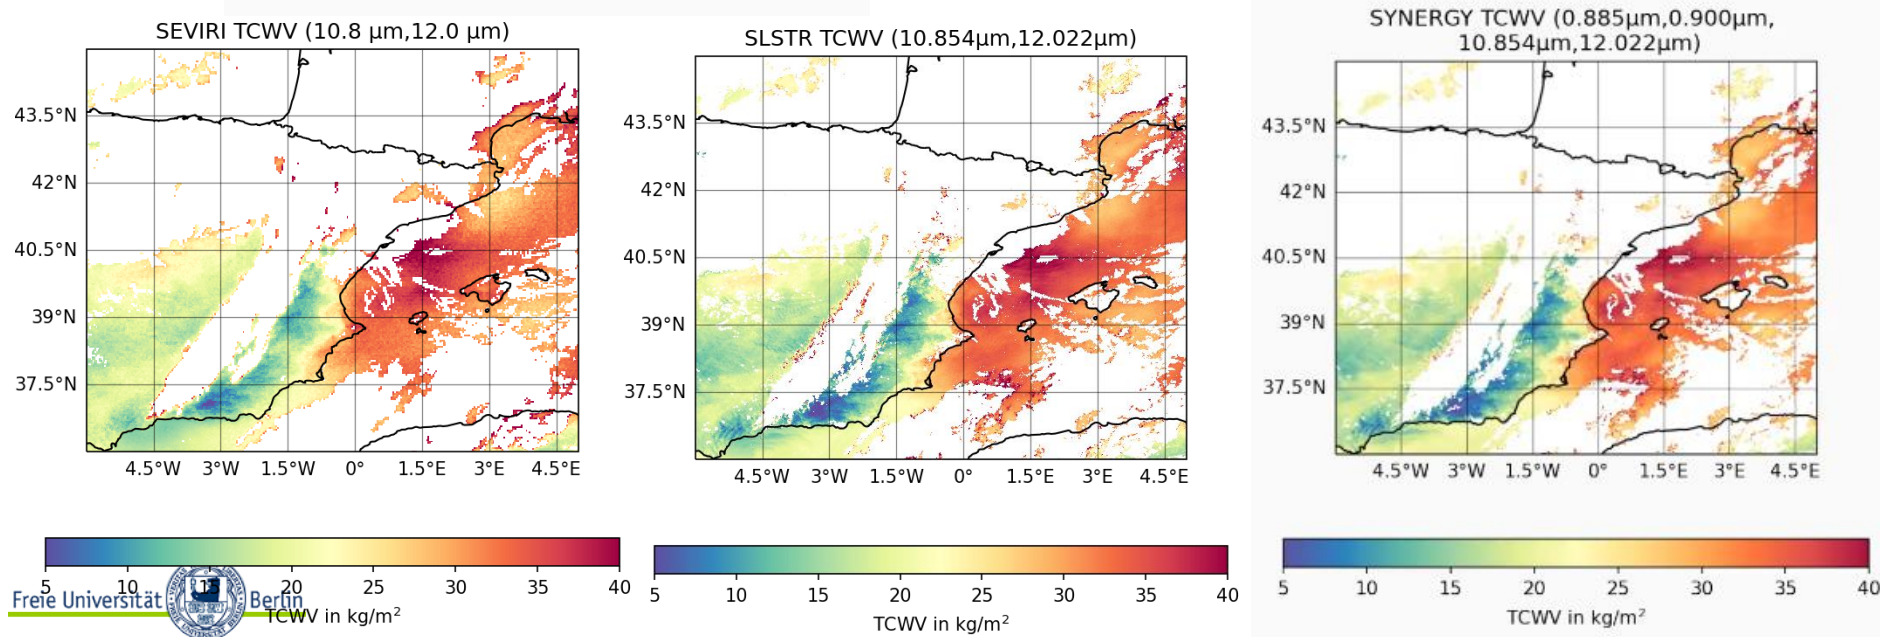 SEVIRI TCWV (10.8 µm,12.0 µm)
43.5°N
42°N
40.5°N
39°N
37.5°N
4.5°W 3°W 1.5°W 0° 1.5°E 3°E 4.5°E
5 10 15 20 25 30 35 40
TCWV in kg/m²
Freie Universität Berlin
SLSTR TCWV (10.854µm,12.022µm)
43.5°N
42°N
40.5°N
39°N
37.5°N
4.5°W 3°W 1.5°W 0° 1.5°E 3°E 4.5°E
5 10 15 20 25 30 35 40
TCWV in kg/m²
SYNERGY TCWV (0.885µm,0.900µm,
10.854µm,12.022µm)
43.5°N
42°N
40.5°N
39°N
37.5°N
4.5°W 3°W 1.5°W 0° 1.5°E 3°E 4.5°E
5 10 15 20 25 30 35 40
TCWV in kg/m²